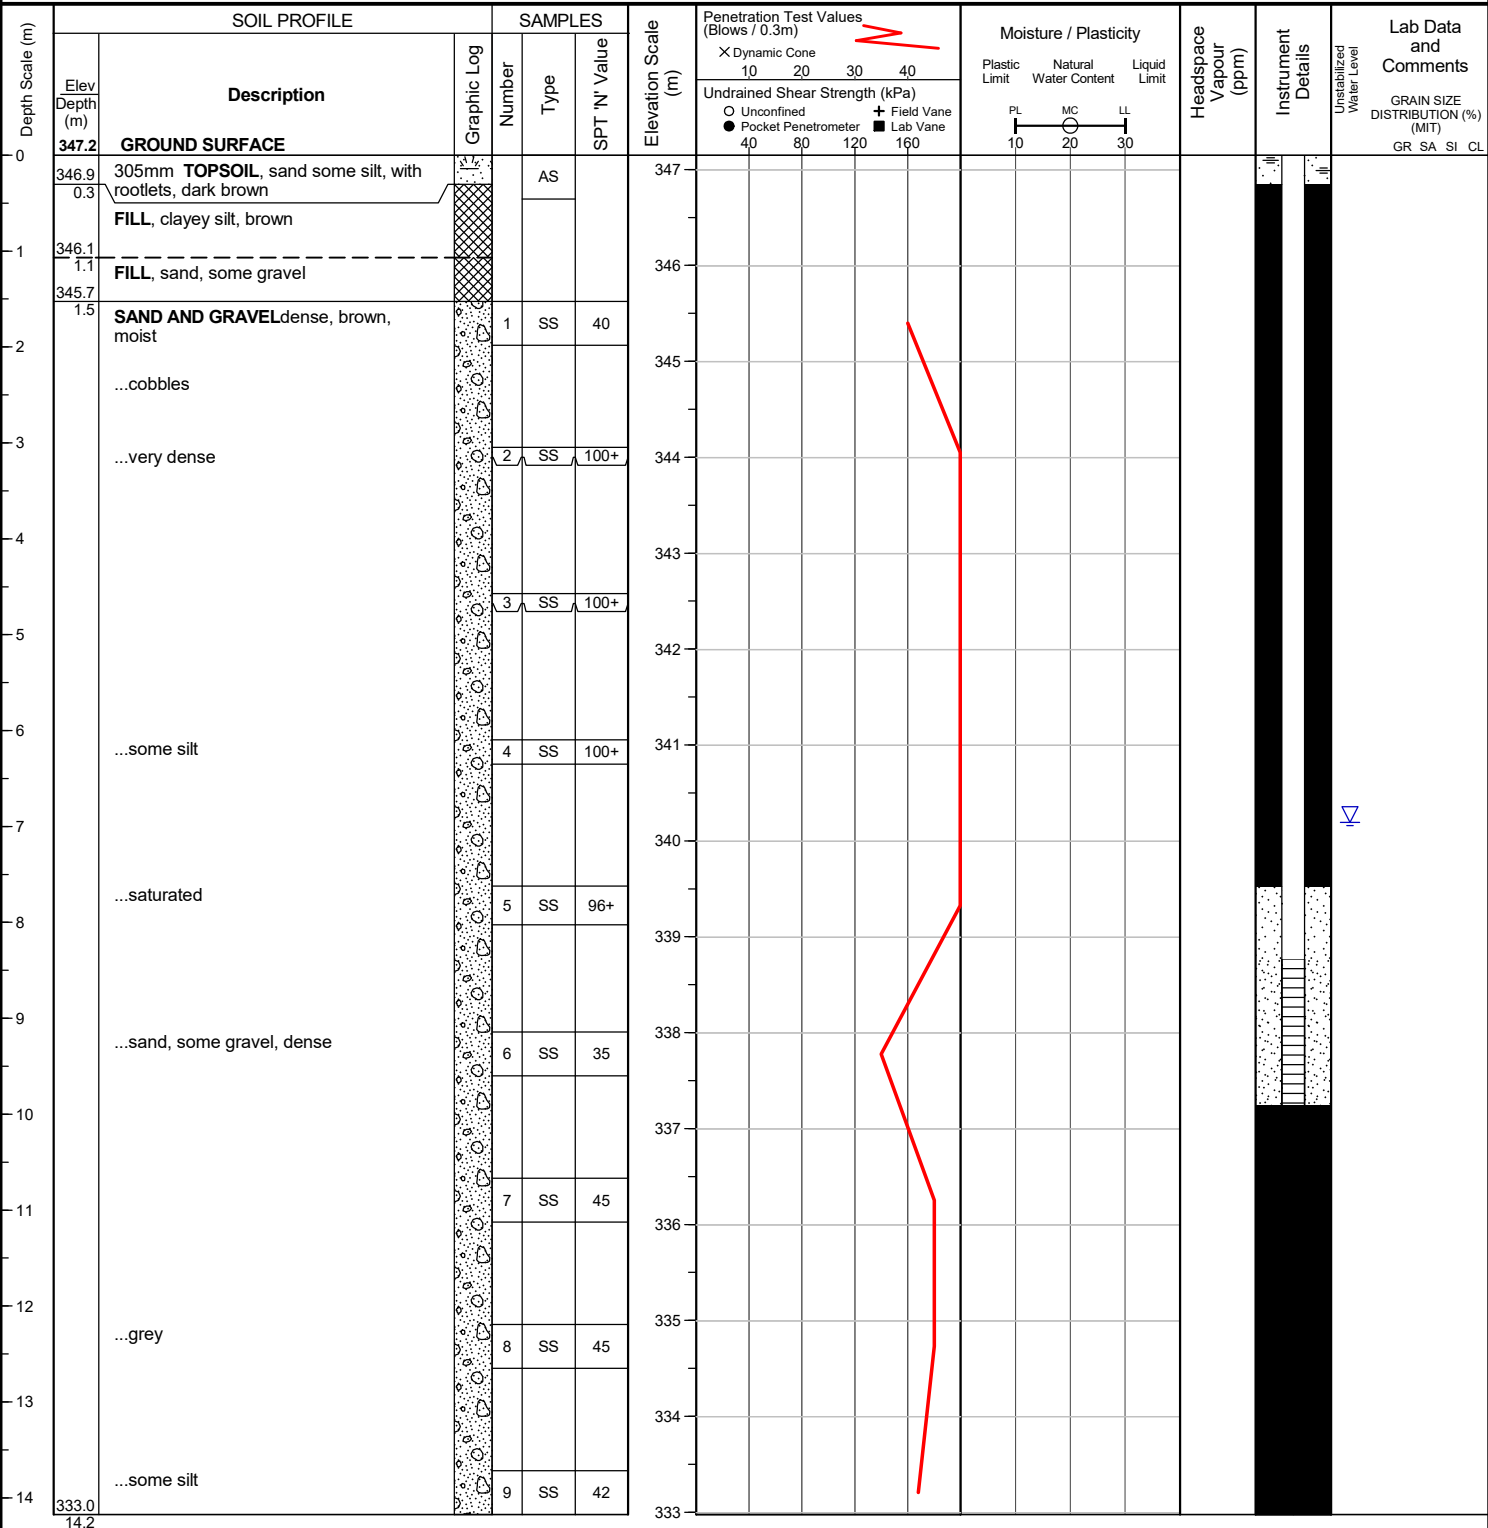 SOIL PROFILE
SAMPLES
Depth Scale (m)
Elev
Depth
(m)
Description
Graphic Log
Number
Type
SPT 'N' Value
Elevation Scale
(m)
Penetration Test Values
(Blows / 0.3m)
× Dynamic Cone
10 20 30 40
Undrained Shear Strength (kPa)
Unconfined + Field Vane
Pocket Penetrometer Lab Vane
40 80 120 160
Moisture / Plasticity
Plastic Limit
Natural Water Content
Liquid Limit
PL MC LL
10 20 30
Headspace
Vapour
(ppm)
Instrument
Details
Unstabilized
Water Level
Lab Data
and
Comments
GRAIN SIZE
DISTRIBUTION (%)
(MIT)
GR SA SI CL
347.2 GROUND SURFACE
0
346.9 305mm TOPSOIL, sand some silt, with
0.3 rootlets, dark brown
AS
347
FILL, clayey silt, brown
346.1
1
1.1 FILL, sand, some gravel
346
345.7
1.5 SAND AND GRAVELdense, brown,
moist
1 SS 40
2
345
...cobbles
3
...very dense
2 SS 100+
344
4
343
3 SS 100+
5
342
6
...some silt
4 SS 100+
341
7
340
...saturated
5 SS 96+
8
339
9
...sand, some gravel, dense
6 SS 35
338
10
337
11
7 SS 45
336
12
335
...grey
8 SS 45
13
334
...some silt
9 SS 42
14
333.0
14.2
333